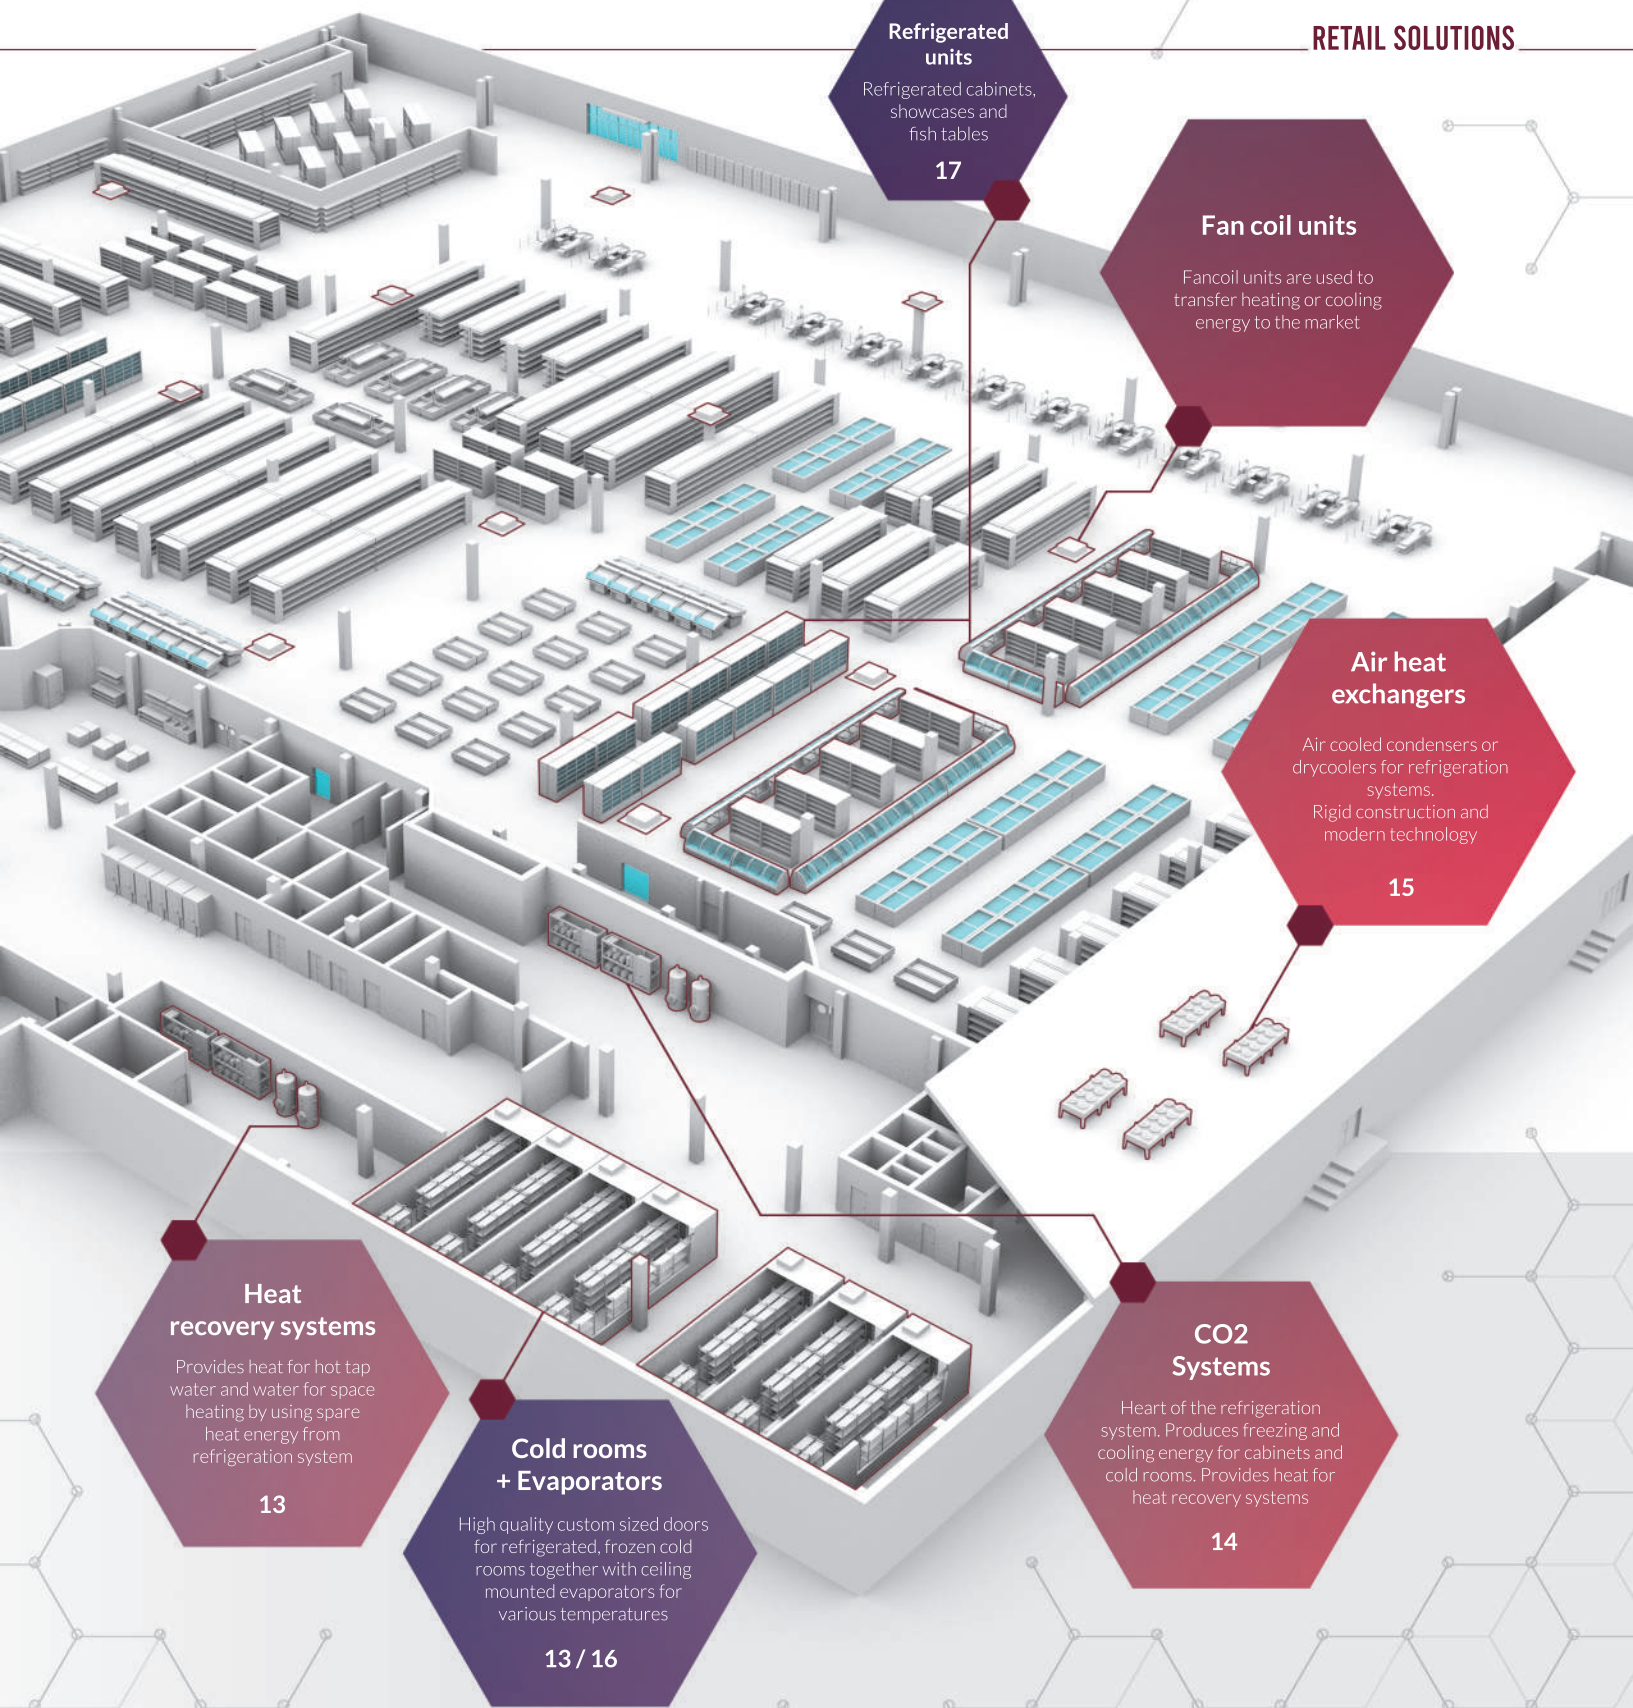 RETAIL SOLUTIONS
Refrigerated
units
Refrigerated cabinets,
showcases and
fish tables
17
Fan coil units
Fancoil units are used to
transfer heating or cooling
energy to the market
Air heat
exchangers
Air cooled condensers or
drycoolers for refrigeration
systems.
Rigid construction and
modern technology
15
Heat
recovery systems
Provides heat for hot tap
water and water for space
heating by using spare
heat energy from
refrigeration system
13
Cold rooms
+ Evaporators
High quality custom sized doors
for refrigerated, frozen cold
rooms together with ceiling
mounted evaporators for
various temperatures
13 / 16
CO2
Systems
Heart of the refrigeration
system. Produces freezing and
cooling energy for cabinets and
cold rooms. Provides heat for
heat recovery systems
14